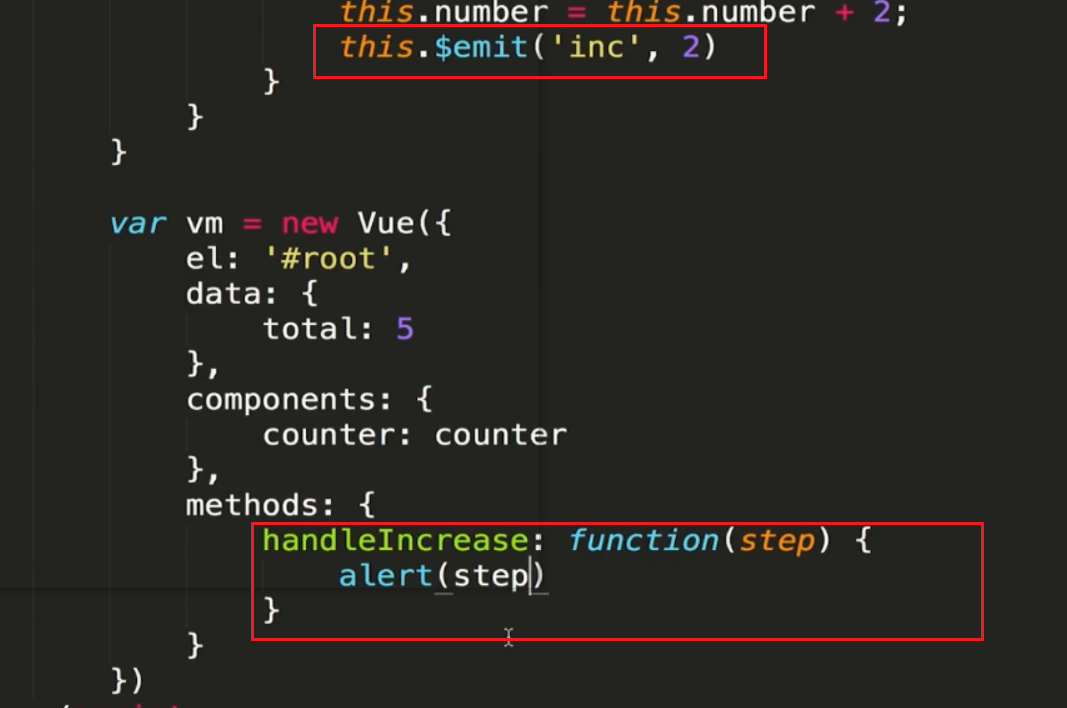 this.number = this.number + 2;
this.$emit('inc', 2)
}
}
}
var vm = new Vue({
el: '#root',
data: {
total: 5
},
components: {
counter: counter
},
methods: {
handleIncrease: function(step) {
alert(step)
}
}
})